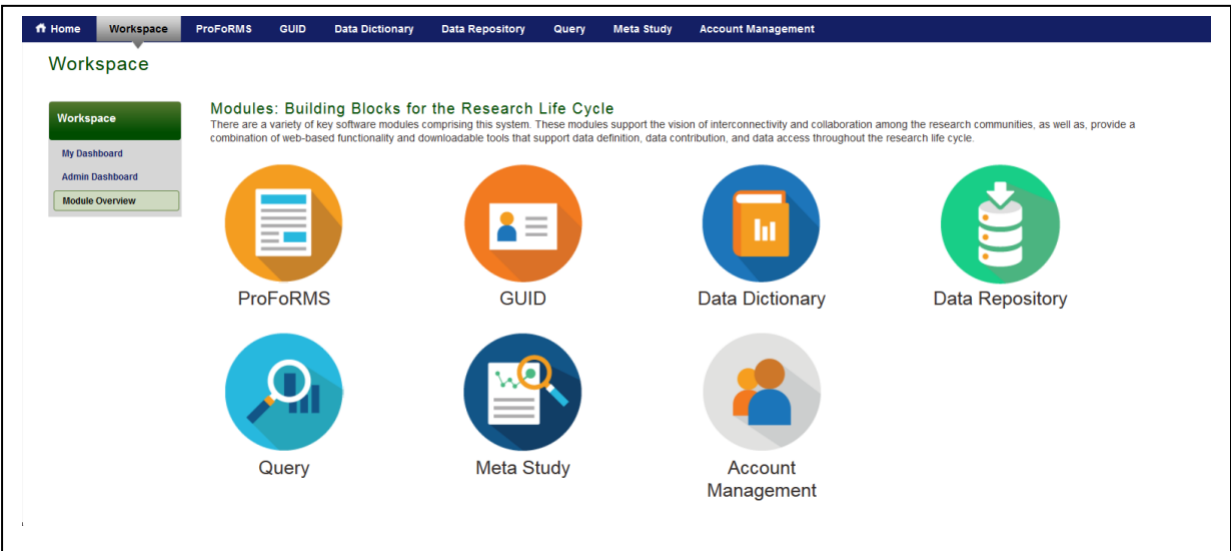 Home Workspace ProFoRMS GUID Data Dictionary Data Repository Query Meta Study Account Management
Workspace
Workspace
My Dashboard
Admin Dashboard
Module Overview
Modules: Building Blocks for the Research Life Cycle
There are a variety of key software modules comprising this system. These modules support the vision of interconnectivity and collaboration among the research communities, as well as, provide a
combination of web-based functionality and downloadable tools that support data definition, data contribution, and data access throughout the research life cycle.
ProFoRMS GUID Data Dictionary Data Repository
Query Meta Study Account
Management